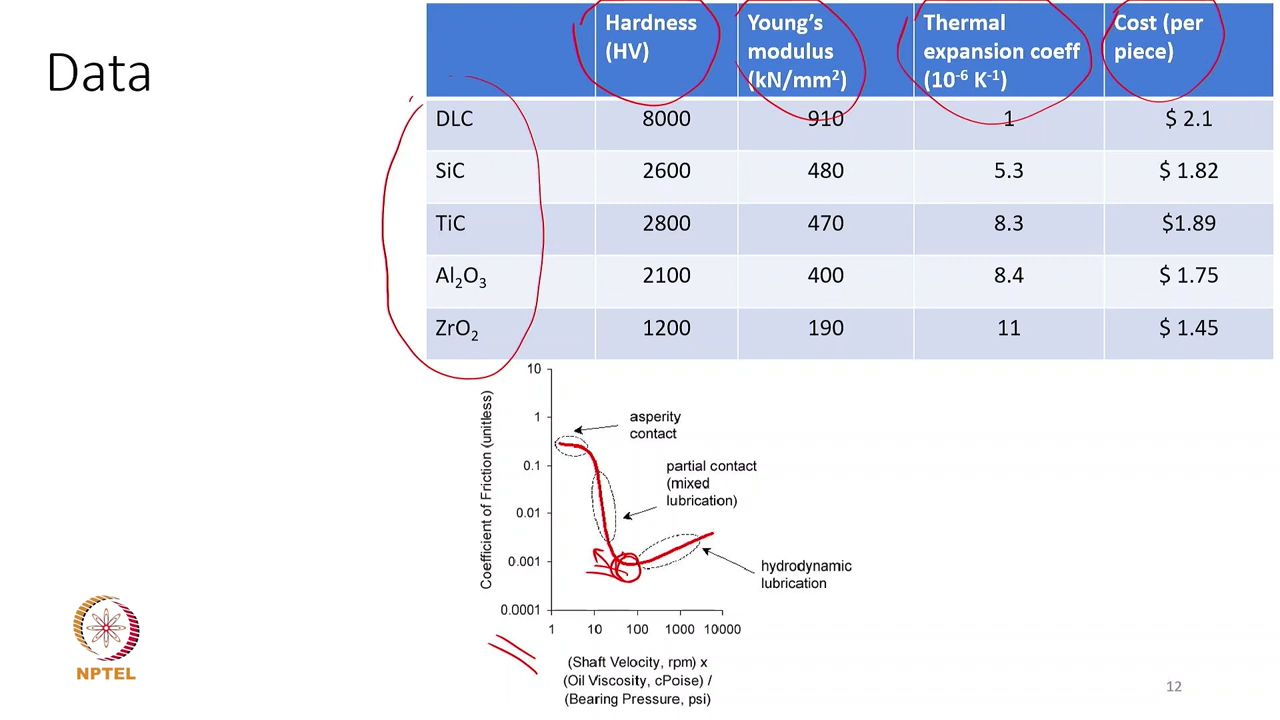 Data
Hardness (HV) Young's modulus (kN/mm²) Thermal expansion coeff (10⁻⁶ K⁻¹) Cost (per piece)
DLC 8000 910 1 $ 2.1
SiC 2600 480 5.3 $ 1.82
TiC 2800 470 8.3 $1.89
Al₂O₃ 2100 400 8.4 $ 1.75
ZrO₂ 1200 190 11 $ 1.45
Coefficient of Friction (unitless)
10
1
0.1
0.01
0.001
0.0001
asperity
contact
partial contact
(mixed
lubrication)
hydrodynamic
lubrication
1 10 100 1000 10000
(Shaft Velocity, rpm) x
(Oil Viscosity, cPoise) /
(Bearing Pressure, psi)
NPTEL
12